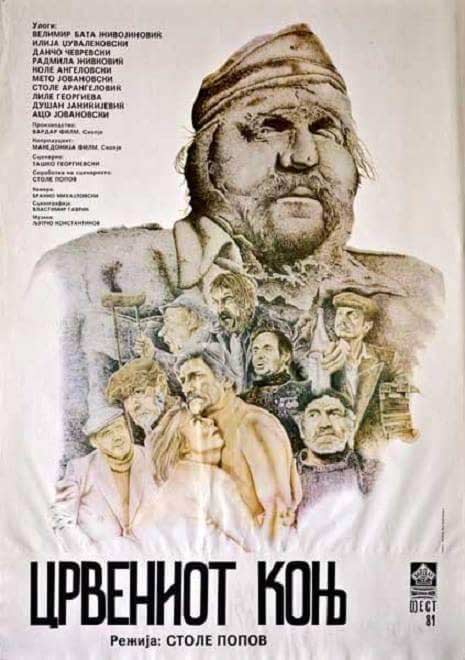 Улоги:
ВЕЛИМИР БАТА ЖИВОЈИНОВИЌ
ИЛИЈА ЏУВАЛЕКОВСКИ
ДАНЧО ЧЕВРЕВСКИ
РАДМИЛА ЖИВКОВИЌ
КОЛЕ АНГЕЛОВСКИ
МЕТО ЈОВАНОВСКИ
СТОЛЕ АРАНЃЕЛОВИЌ
ЛИЛЕ ГЕОРГИЕВА
ДУШАН ЈАНИЌИЈЕВИЌ
АЦО ЈОВАНОВСКИ
Производство:
ВАРДАР ФИЛМ, Скопје
Копродуцент:
МАКЕДОНИЈА ФИЛМ, Скопје
Сценарио:
ТАШКО ГЕОРГИЕВСКИ
Соработка на сценариото:
СТОЛЕ ПОПОВ
Камера:
БРАНКО МИХАЈЛОВСКИ
Сценографија:
ВЛАСТИМИР ГАВРИК
Музика:
ЉУПЧО КОНСТАНТИНОВ
ЦРВЕНИОТ КОЊ
Режија: СТОЛЕ ПОПОВ
ФЕСТ
81